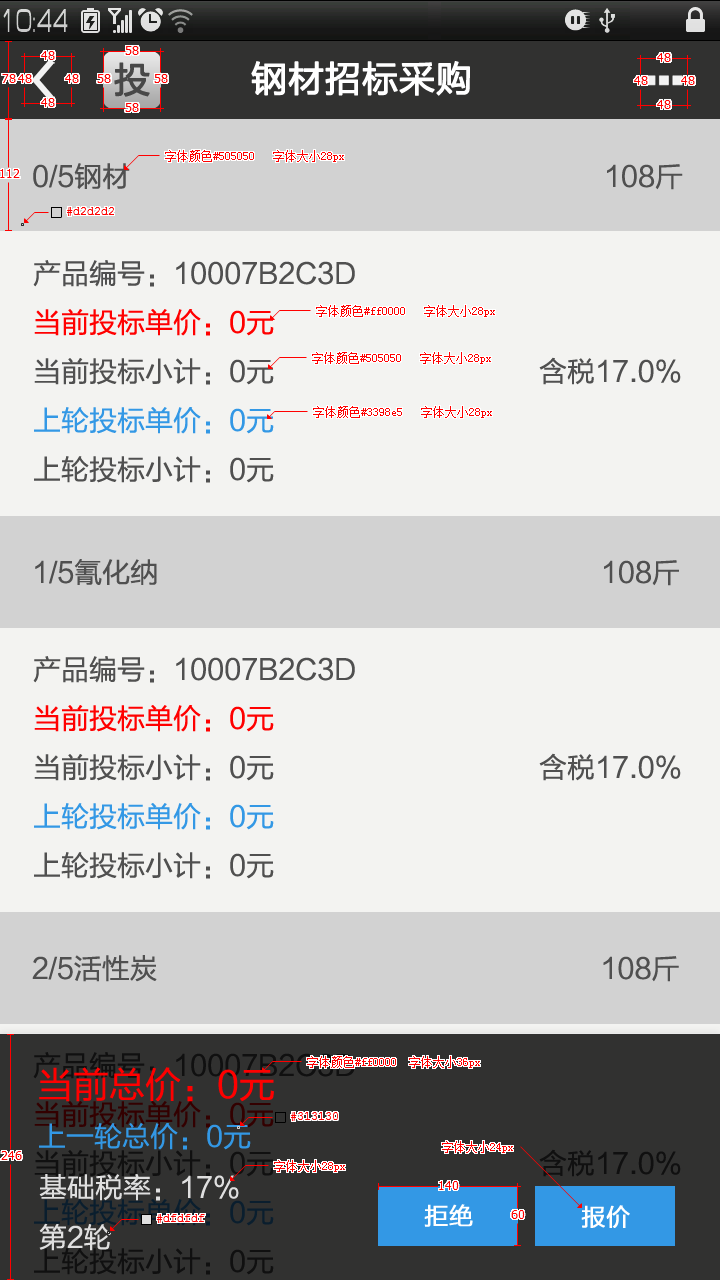 10:44
48
58
48
78 48 48 58 投 58 钢材招标采购 48 48
48
58
48
字体颜色#505050 字体大小28px
112 0/5钢材 108斤
#d2d2d2
产品编号：10007B2C3D
当前投标单价：0元 字体颜色#ff0000 字体大小28px
当前投标小计：0元 字体颜色#505050 字体大小28px 含税17.0%
上轮投标单价：0元 字体颜色#3398e5 字体大小28px
上轮投标小计：0元
1/5氰化纳 108斤
产品编号：10007B2C3D
当前投标单价：0元
当前投标小计：0元 含税17.0%
上轮投标单价：0元
上轮投标小计：0元
2/5活性炭 108斤
产品编号：10007B2C3D
字体颜色#ff0000 字体大小36px
当前总价：0元
当前投标单价：0元
#313130
上一轮总价：0元
字体大小24px
246
当前投标小计：0元 含税17.0%
字体大小28px
基础税率：17%
140
上轮投标单价：0元
#dfdfdf
拒绝 60 报价
第2轮
上轮投标小计：0元